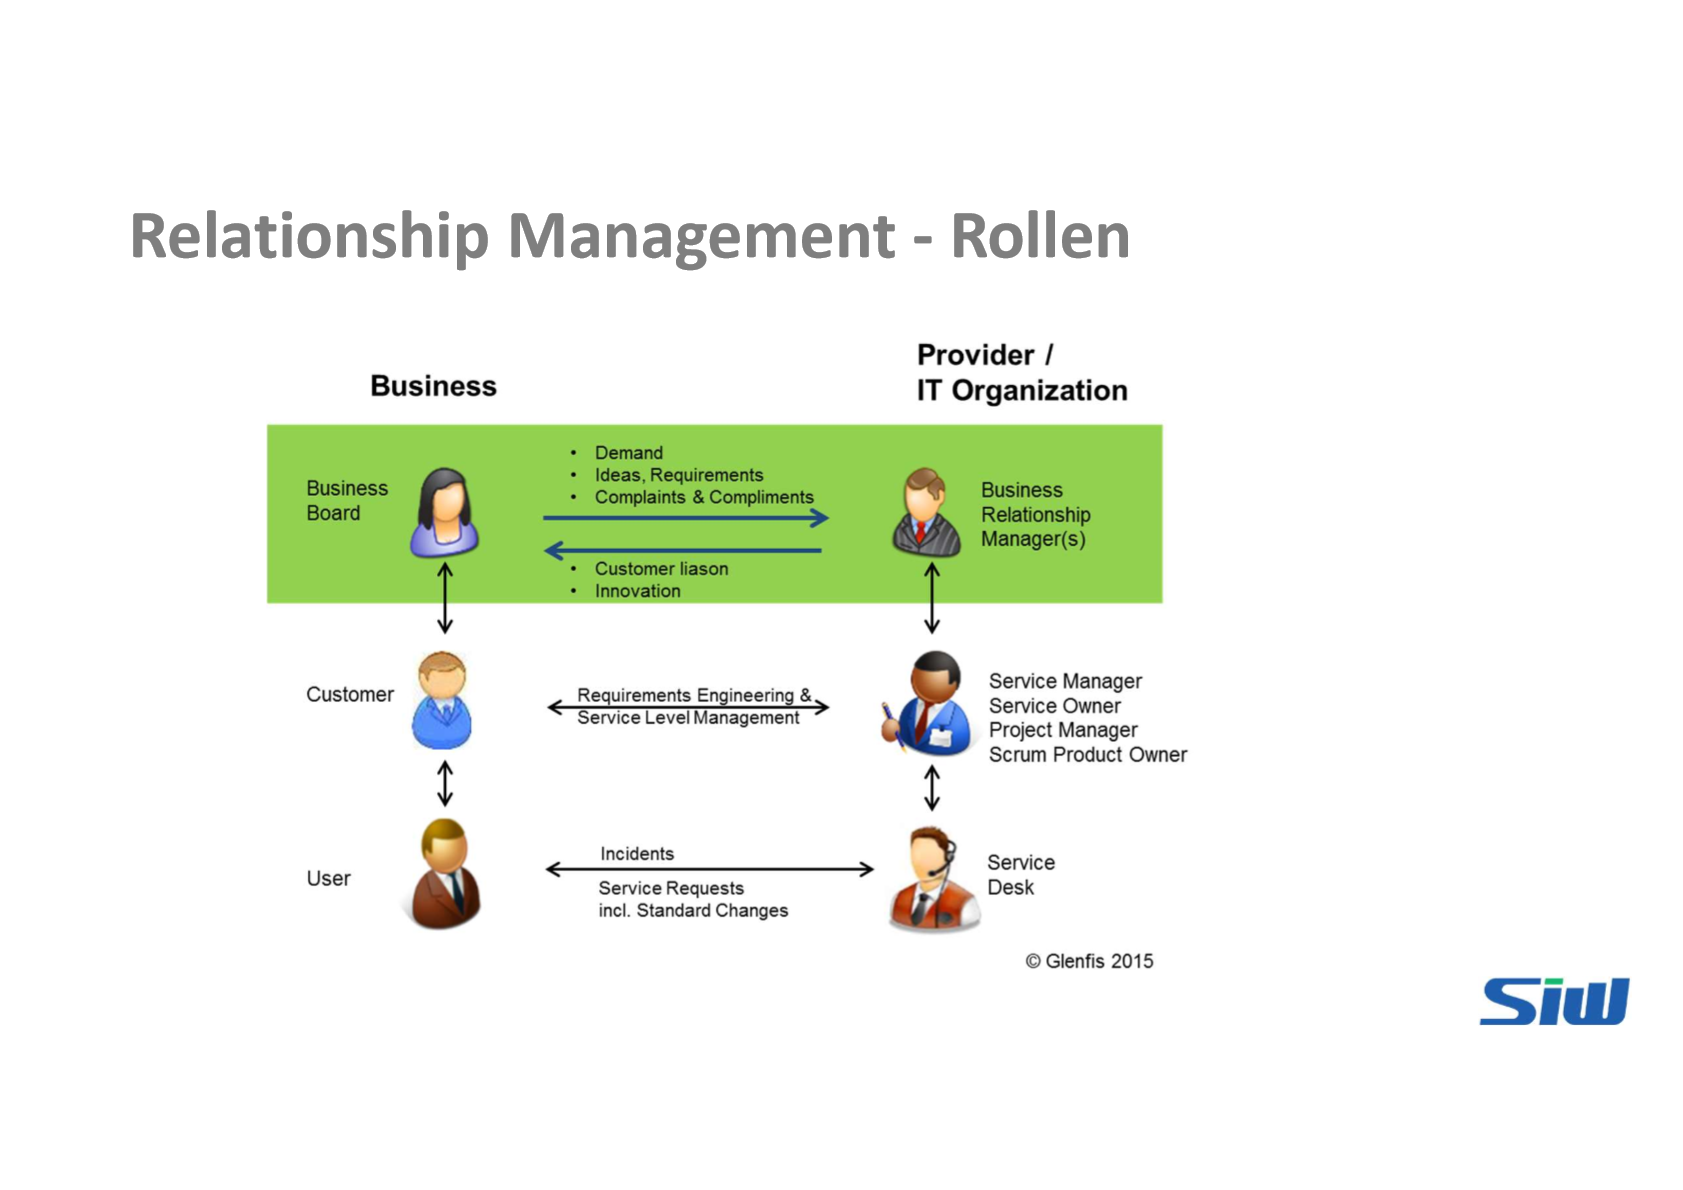 Relationship Management - Rollen
Business
Provider /
IT Organization
Business
Board
• Demand
• Ideas, Requirements
• Complaints & Compliments
• Customer liason
• Innovation
Business
Relationship
Manager(s)
Customer
Requirements Engineering &
Service Level Management
Service Manager
Service Owner
Project Manager
Scrum Product Owner
User
Incidents
Service Requests
incl. Standard Changes
Service
Desk
© Glenfis 2015
Siw